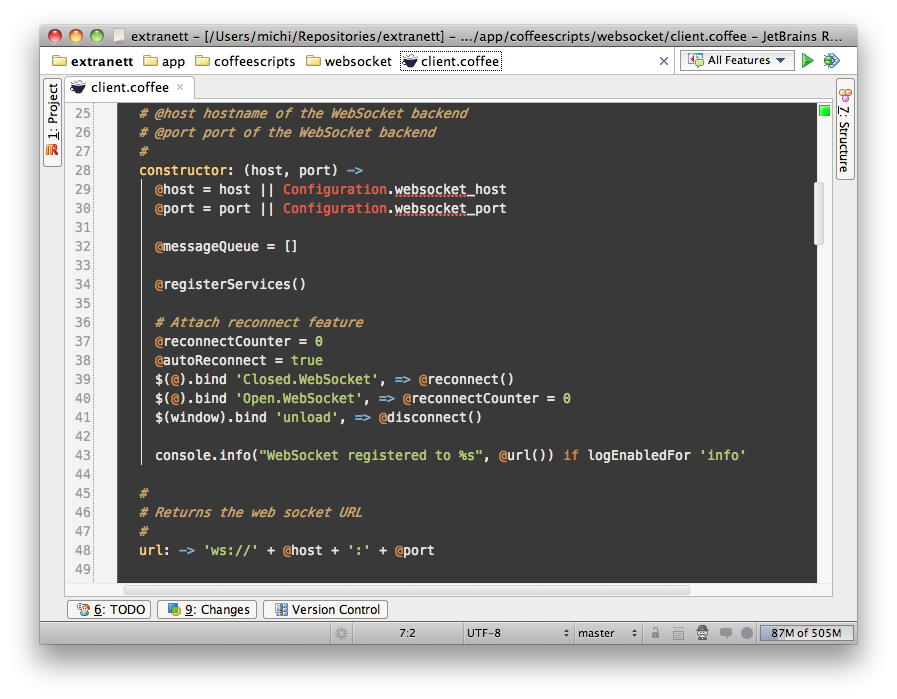 extranett – [/Users/michi/Repositories/extranett] – .../app/coffeescripts/websocket/client.coffee – JetBrains R...
extranett app coffeescripts websocket client.coffee All Features
client.coffee
1: Project
7: Structure
25 # @host hostname of the WebSocket backend
26 # @port port of the WebSocket backend
27 #
28 constructor: (host, port) ->
29 @host = host || Configuration.websocket_host
30 @port = port || Configuration.websocket_port
31
32 @messageQueue = []
33
34 @registerServices()
35
36 # Attach reconnect feature
37 @reconnectCounter = 0
38 @autoReconnect = true
39 $(@).bind 'Closed.WebSocket', => @reconnect()
40 $(@).bind 'Open.WebSocket', => @reconnectCounter = 0
41 $(window).bind 'unload', => @disconnect()
42
43 console.info("WebSocket registered to %s", @url()) if logEnabledFor 'info'
44
45 #
46 # Returns the web socket URL
47 #
48 url: -> 'ws://' + @host + ':' + @port
49
6: TODO 9: Changes Version Control
7:2 UTF-8 master 87M of 505M